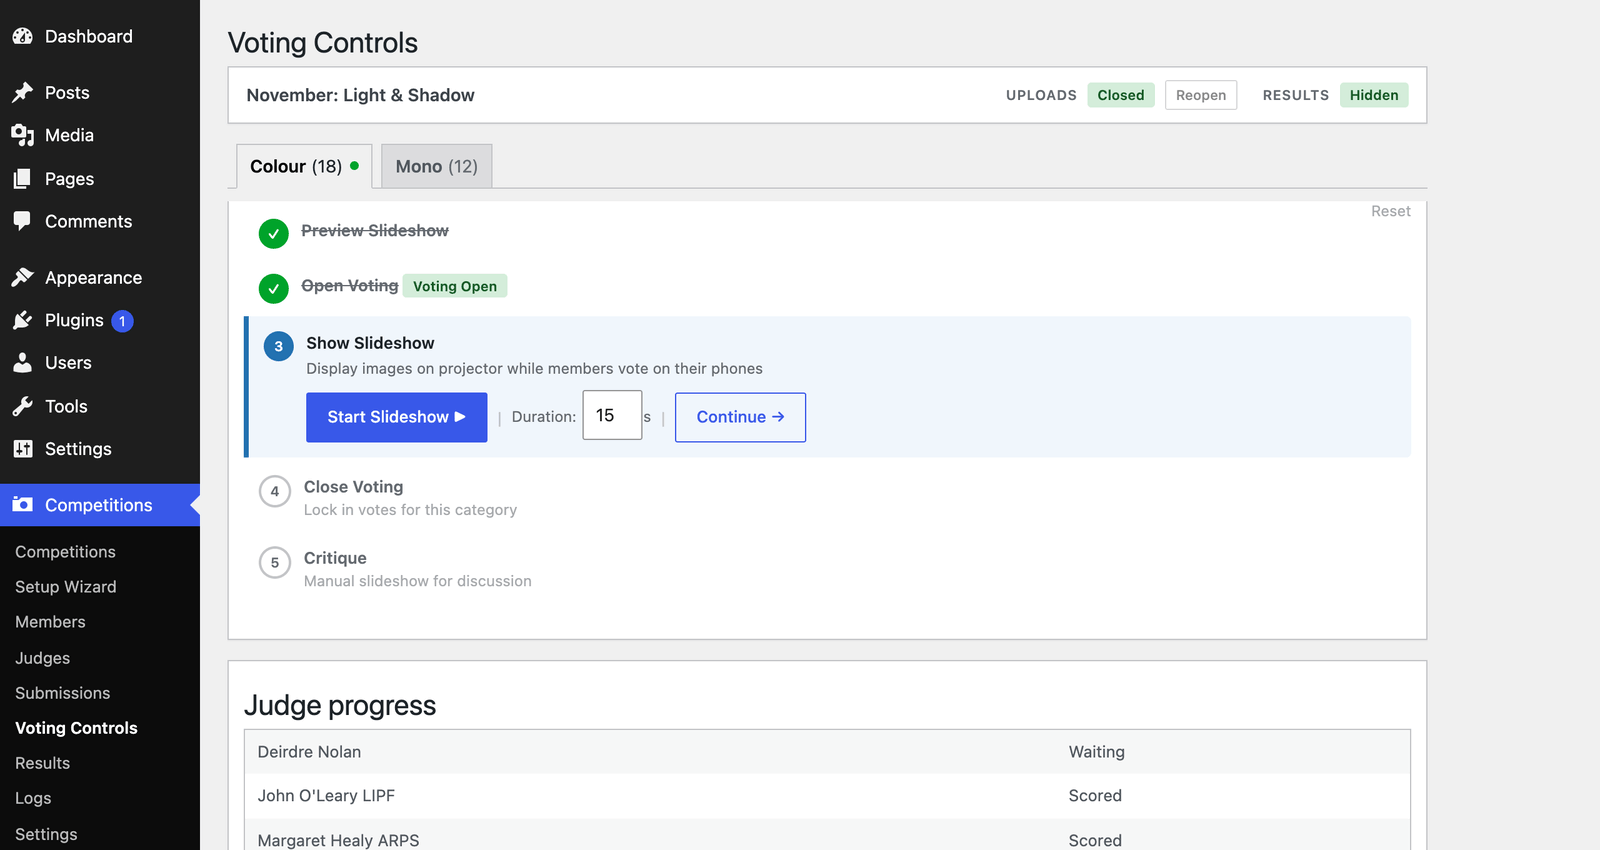 Dashboard
Posts
Media
Pages
Comments
Appearance
Plugins 1
Users
Tools
Settings
Competitions
Competitions
Setup Wizard
Members
Judges
Submissions
Voting Controls
Results
Logs
Settings
Voting Controls
November: Light & Shadow
UPLOADS Closed Reopen RESULTS Hidden
Colour (18) Mono (12)
Reset
Preview Slideshow
Open Voting Voting Open
3 Show Slideshow
Display images on projector while members vote on their phones
Start Slideshow ▶ | Duration: 15 s | Continue →
4 Close Voting
Lock in votes for this category
5 Critique
Manual slideshow for discussion
Judge progress
Deirdre Nolan Waiting
John O'Leary LIPF Scored
Margaret Healy ARPS Scored